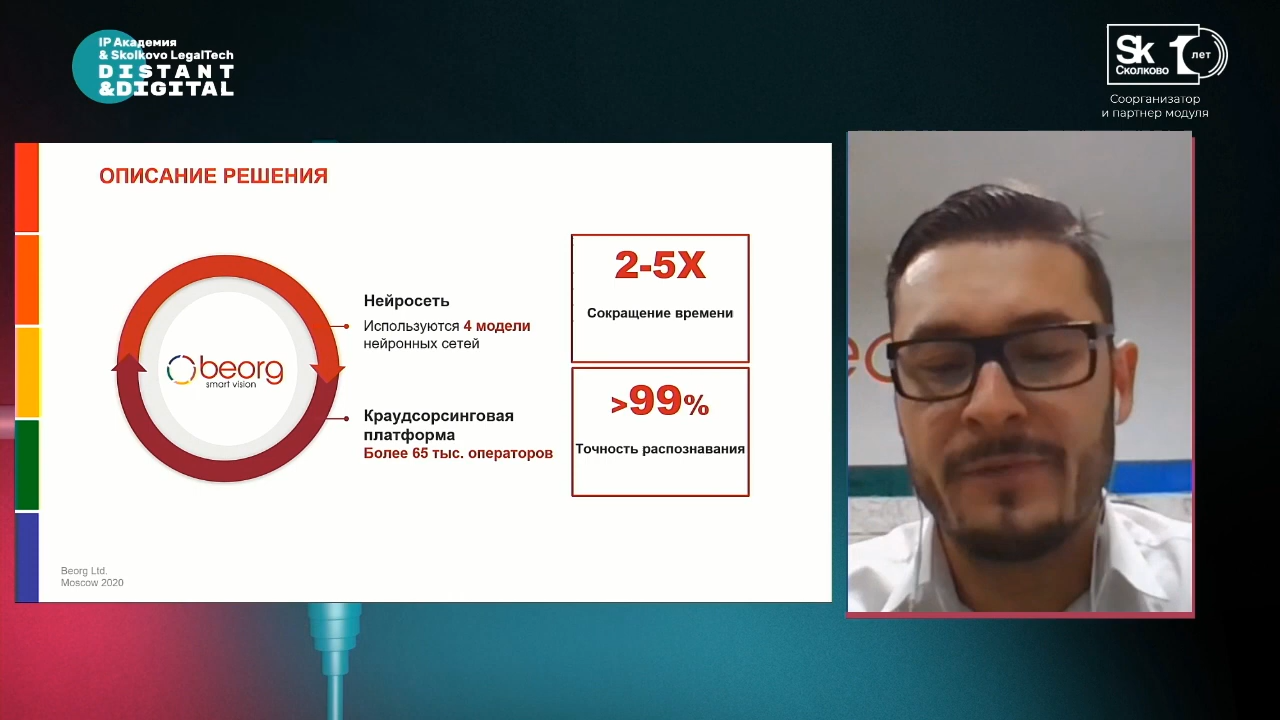 IP Академия
& Skolkovo LegalTech
DISTANT
&DIGITAL
Sk
Сколково
10 лет
Соорганизатор
и партнер модуля
ОПИСАНИЕ РЕШЕНИЯ
beorg
smart vision
Нейросеть
Используются 4 модели
нейронных сетей
Краудсорсинговая
платформа
Более 65 тыс. операторов
2-5X
Сокращение времени
>99%
Точность распознавания
Beorg Ltd.
Moscow 2020